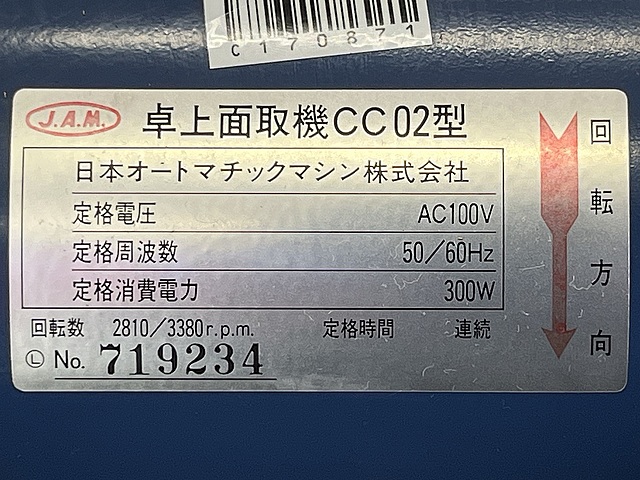 C170871
J.A.M. 卓上面取機CC02型
日本オートマチックマシン株式会社
定格電圧 AC100V
定格周波数 50/60Hz
定格消費電力 300W
回転数 2810/3380r.p.m. 定格時間 連続
Ⓛ No. 719234
回転方向